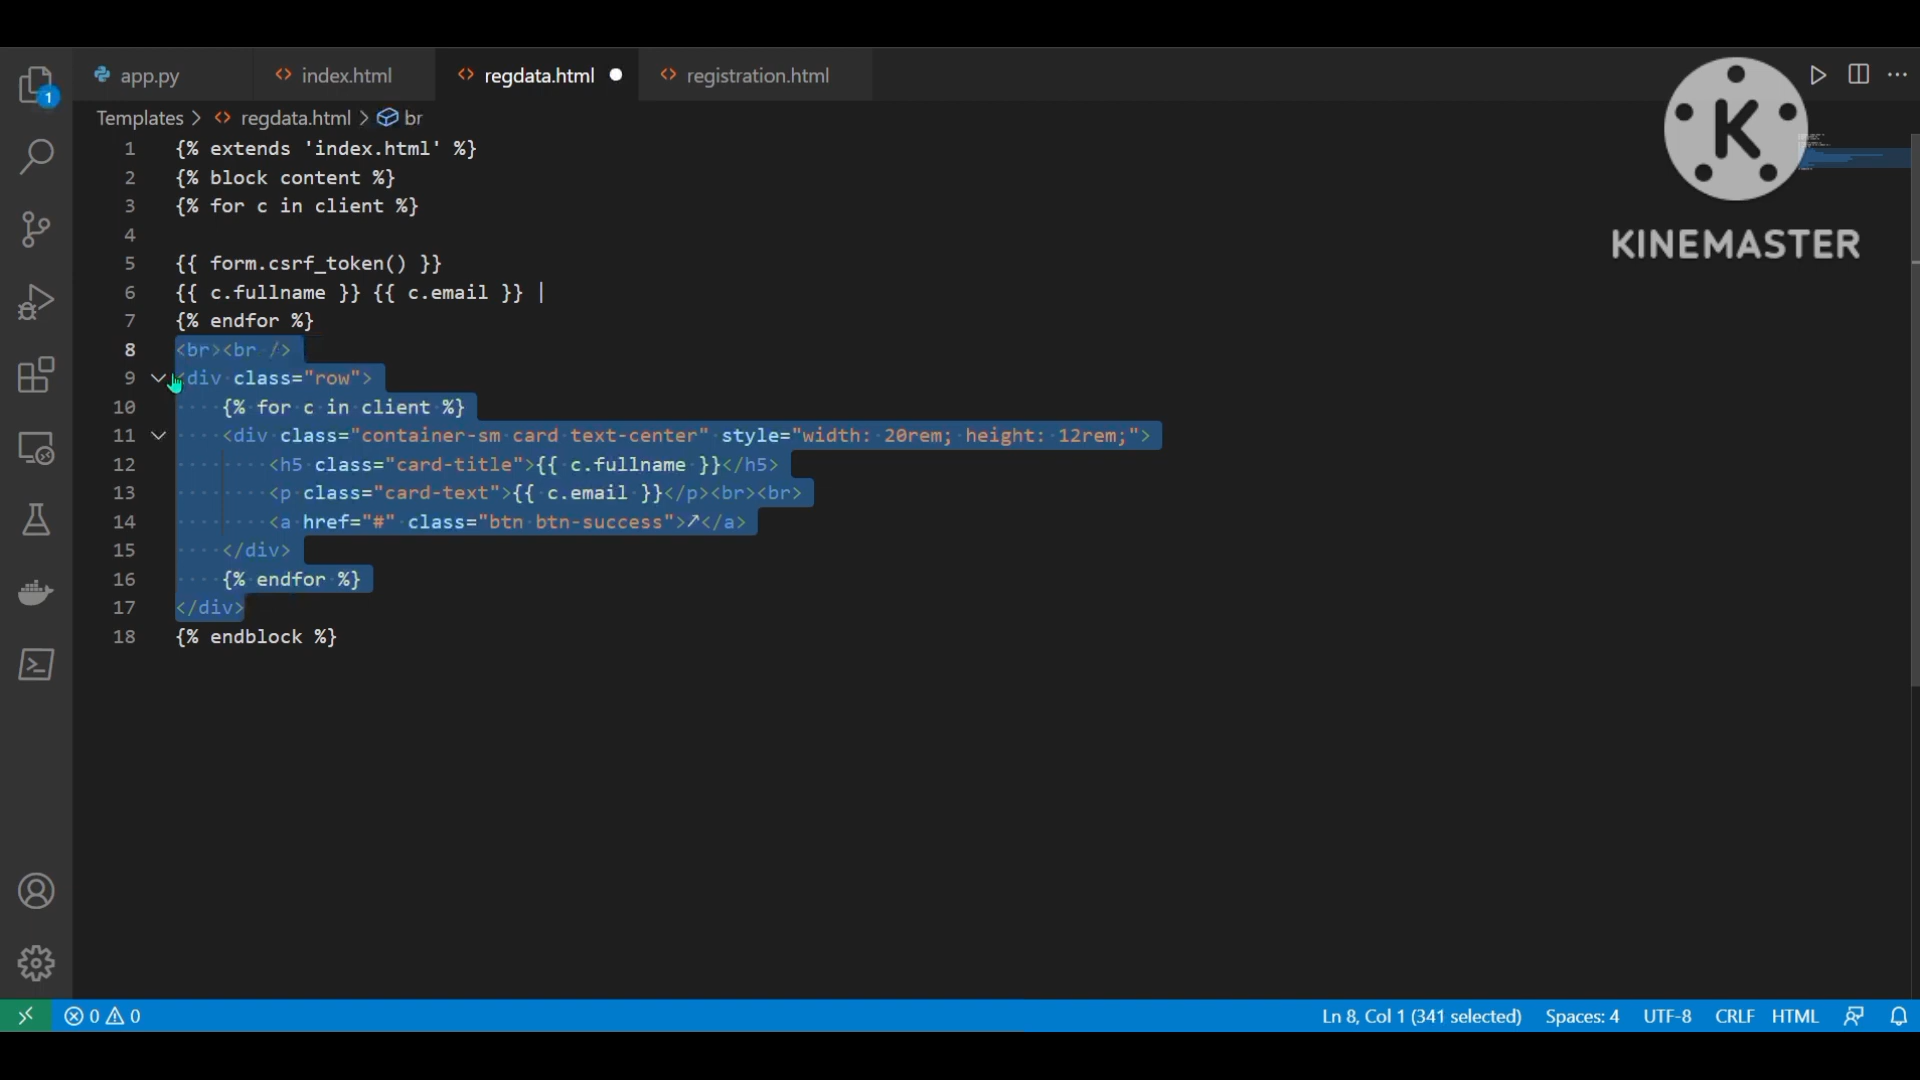 app.py index.html regdata.html registration.html
Templates > regdata.html > br
1 {% extends 'index.html' %}
2 {% block content %}
3 {% for c in client %}
4
5 {{ form.csrf_token() }}
6 {{ c.fullname }} {{ c.email }} |
7 {% endfor %}
8 <br><br />
9 <div class="row">
10 {% for c in client %}
11 <div class="container-sm card text-center" style="width: 20rem; height: 12rem;">
12 <h5 class="card-title">{{ c.fullname }}</h5>
13 <p class="card-text">{{ c.email }}</p><br><br>
14 <a href="#" class="btn btn-success">↗</a>
15 </div>
16 {% endfor %}
17 </div>
18 {% endblock %}
K
KINEMASTER
1
0 0 Ln 8, Col 1 (341 selected) Spaces: 4 UTF-8 CRLF HTML